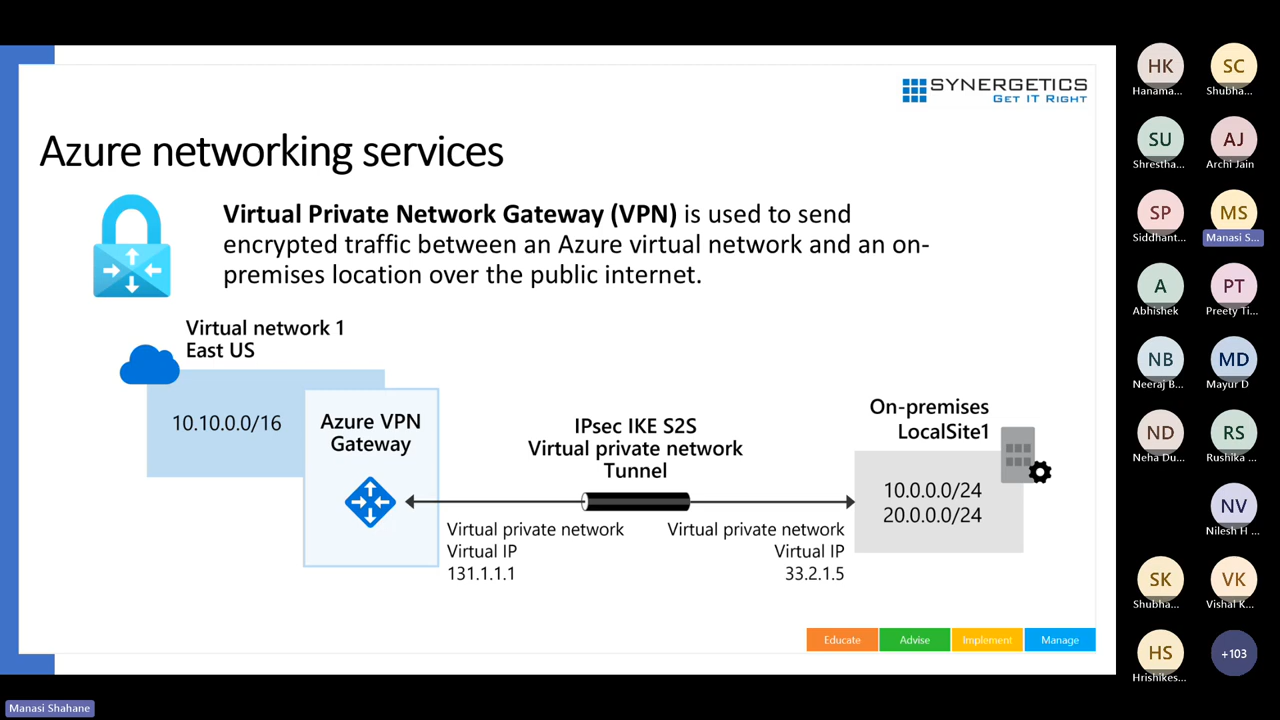 SYNERGETICS
GET IT RIGHT
Azure networking services
Virtual Private Network Gateway (VPN) is used to send
encrypted traffic between an Azure virtual network and an on-
premises location over the public internet.
Virtual network 1
East US
10.10.0.0/16
Azure VPN
Gateway
IPsec IKE S2S
Virtual private network
Tunnel
Virtual private network
Virtual IP
131.1.1.1
Virtual private network
Virtual IP
33.2.1.5
On-premises
LocalSite1
10.0.0.0/24
20.0.0.0/24
Educate
Advise
Implement
Manage
HK
Hanama...
SC
Shubha...
SU
Shrestha...
AJ
Archi Jain
SP
Siddhant...
MS
Manasi S...
A
Abhishek
PT
Preety Ti...
NB
Neeraj B...
MD
Mayur D
ND
Neha Du...
RS
Rushika ...
NV
Nilesh H ...
SK
Shubha...
VK
Vishal K...
HS
Hrishikes...
+103
Manasi Shahane